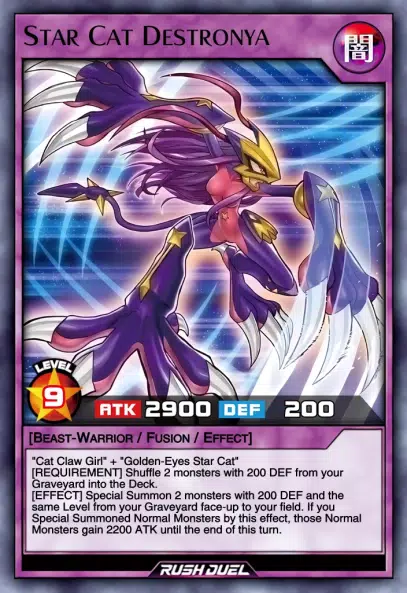 STAR CAT DESTRONYA
闇
LEVEL
9
ATK 2900 DEF 200
[BEAST-WARRIOR / FUSION / EFFECT]
"Cat Claw Girl" + "Golden-Eyes Star Cat"
[REQUIREMENT] Shuffle 2 monsters with 200 DEF from your
Graveyard into the Deck.
[EFFECT] Special Summon 2 monsters with 200 DEF and the
same Level from your Graveyard face-up to your field. If you
Special Summoned Normal Monsters by this effect, those Normal
Monsters gain 2200 ATK until the end of this turn.
RUSH DUEL